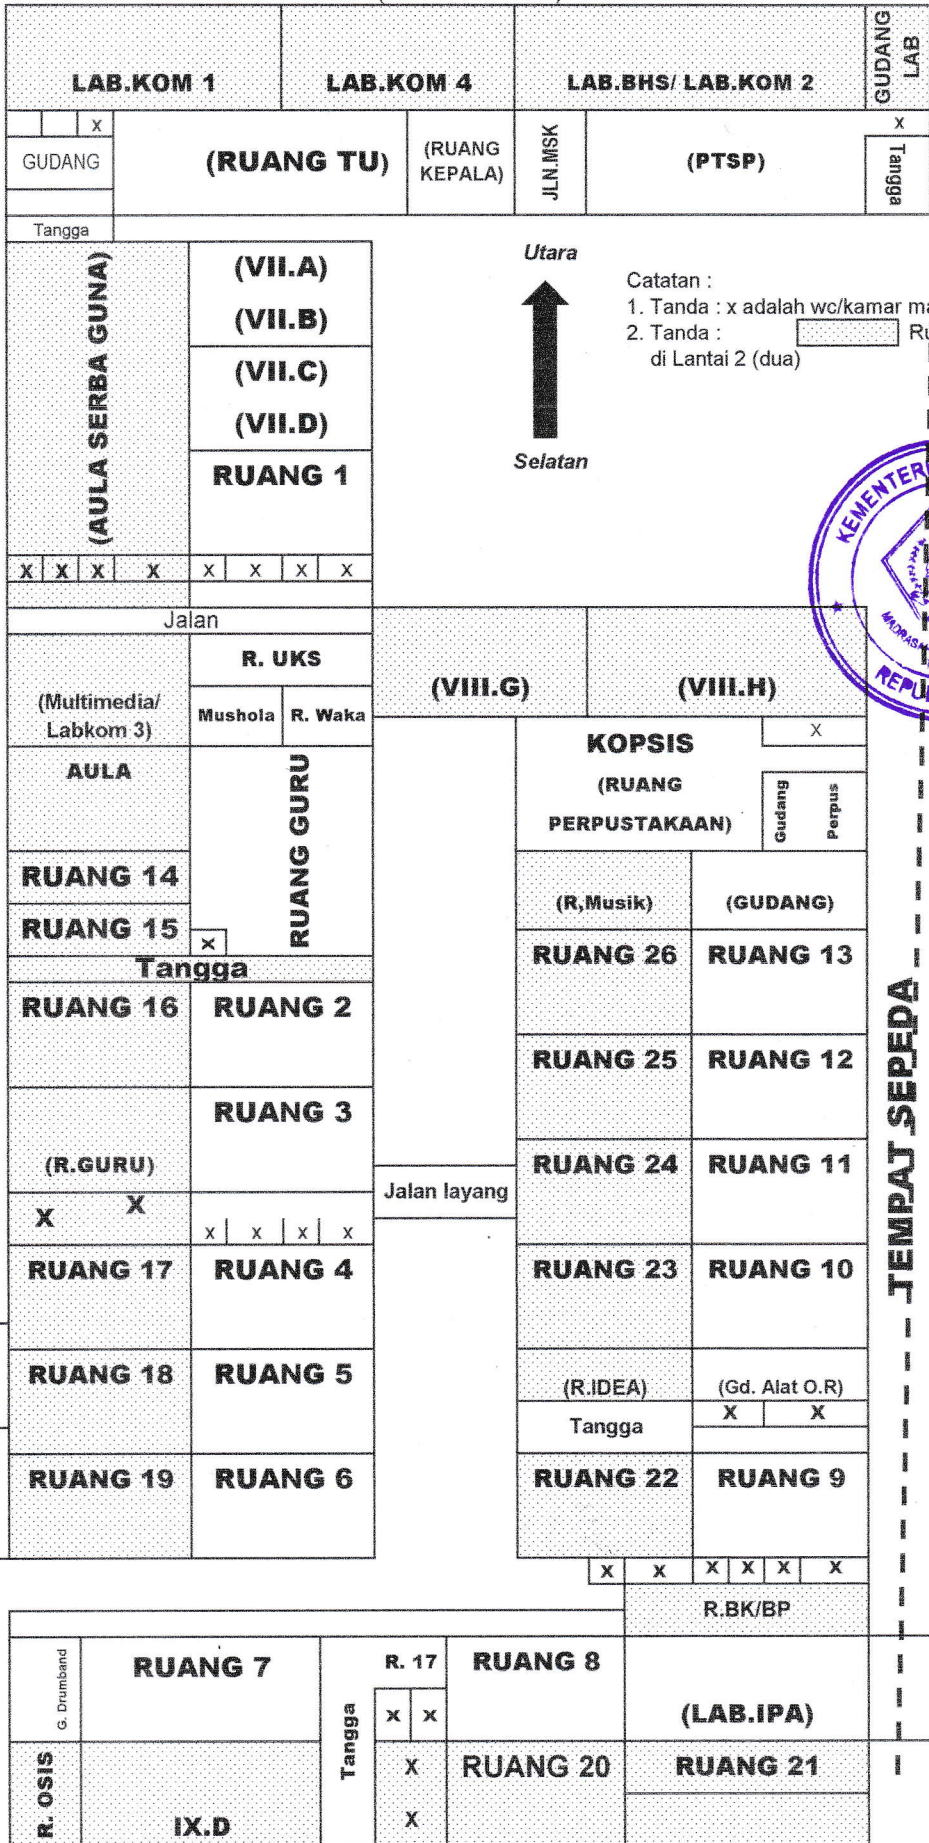 LAB.KOM 1
LAB.KOM 4
LAB.BHS/ LAB.KOM 2
GUDANG
LAB
X
GUDANG
(RUANG TU)
(RUANG
KEPALA)
JLN.MSK
(PTSP)
X
Tangga
Tangga
(AULA SERBA GUNA)
(VII.A)
(VII.B)
(VII.C)
(VII.D)
RUANG 1
Utara
Selatan
Catatan :
1. Tanda : x adalah wc/kamar
2. Tanda :
di Lantai 2 (dua)
X X X X X X X X
Jalan
(Multimedia/
Labkom 3)
R. UKS
Mushola R. Waka
(VIII.G)
(VIII.H)
AULA
RUANG GURU
KOPSIS
(RUANG
PERPUSTAKAAN)
X
Gudang
Perpus
RUANG 14
RUANG 15
X
(R,Musik)
(GUDANG)
Tangga
RUANG 16 RUANG 2
RUANG 3
(R.GURU)
X X
X X X X
Jalan layang
RUANG 26 RUANG 13
RUANG 25 RUANG 12
RUANG 24 RUANG 11
RUANG 23 RUANG 10
RUANG 17 RUANG 4
RUANG 18 RUANG 5
RUANG 19 RUANG 6
(R.IDEA) (Gd. Alat O.R)
Tangga
X X
RUANG 22 RUANG 9
X X X X X X
R.BK/BP
TEMPAT SEPEDA
G. Drumband
RUANG 7
Tangga
R. 17
X X
RUANG 8
(LAB.IPA)
R. OSIS
IX.D
X
X
RUANG 20
RUANG 21